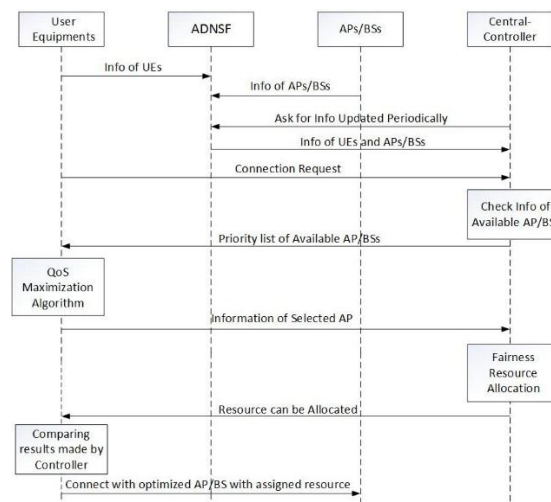 User
Equipments
ADNSF
APs/BSs
Central-
Controller
Info of UEs
Info of APs/BSs
Ask for Info Updated Periodically
Info of UEs and APs/BSs
Connection Request
Check Info of
Available AP/BS
Priority list of Available AP/BSs
QoS
Maximization
Algorithm
Information of Selected AP
Fairness
Resource
Allocation
Resource can be Allocated
Comparing
results made by
Controller
Connect with optimized AP/BS with assigned resource